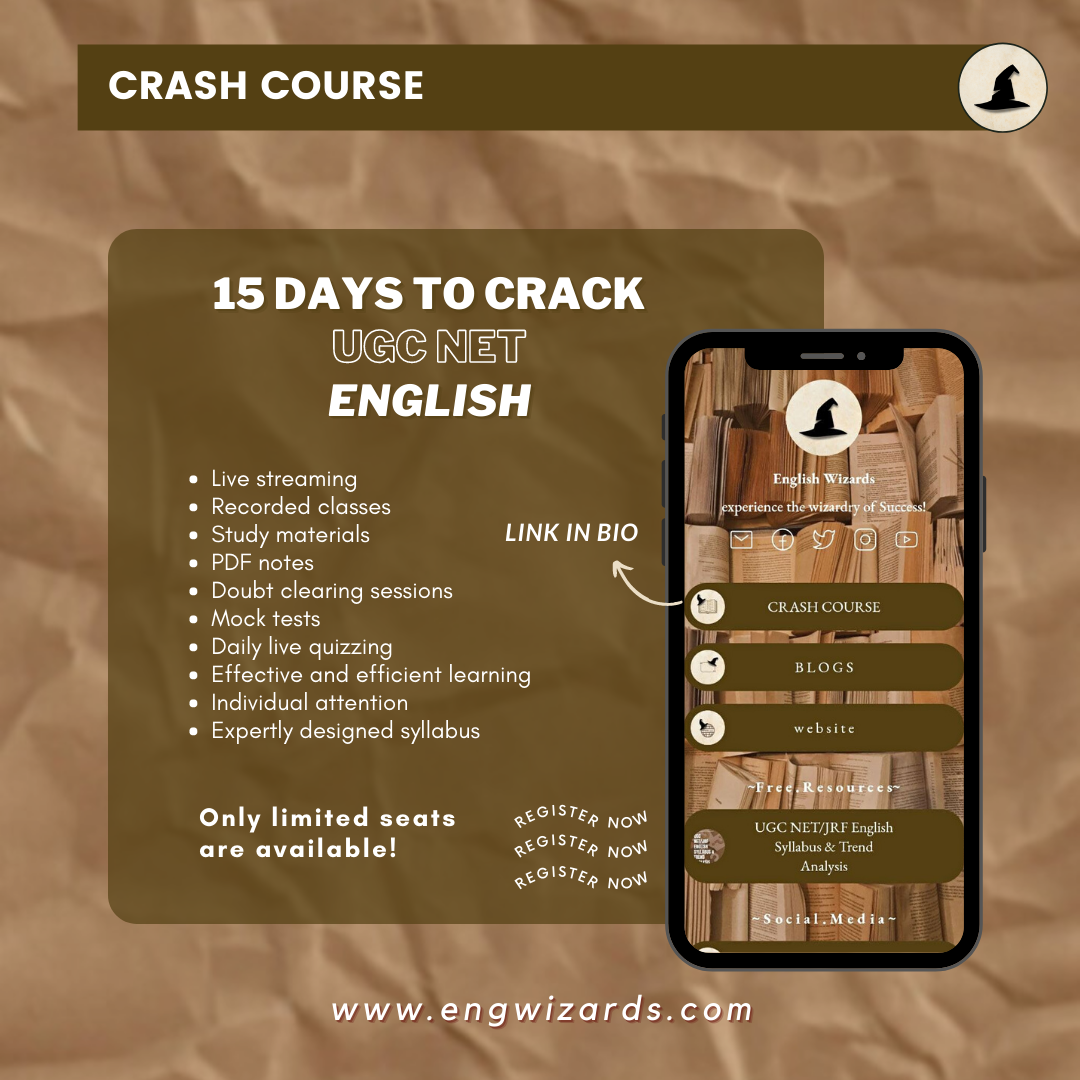 CRASH COURSE
15 DAYS TO CRACK
UGC NET
ENGLISH
Live streaming
Recorded classes
Study materials
PDF notes
Doubt clearing sessions
Mock tests
Daily live quizzing
Effective and efficient learning
Individual attention
Expertly designed syllabus
LINK IN BIO
Only limited seats
are available!
REGISTER NOW
REGISTER NOW
REGISTER NOW
English Wizards
experience the wizardry of Success!
CRASH COURSE
BLOGS
website
~Free.Resources~
UGC NET/JRF English
Syllabus & Trend
Analysis
~Social.Media~
www.engwizards.com